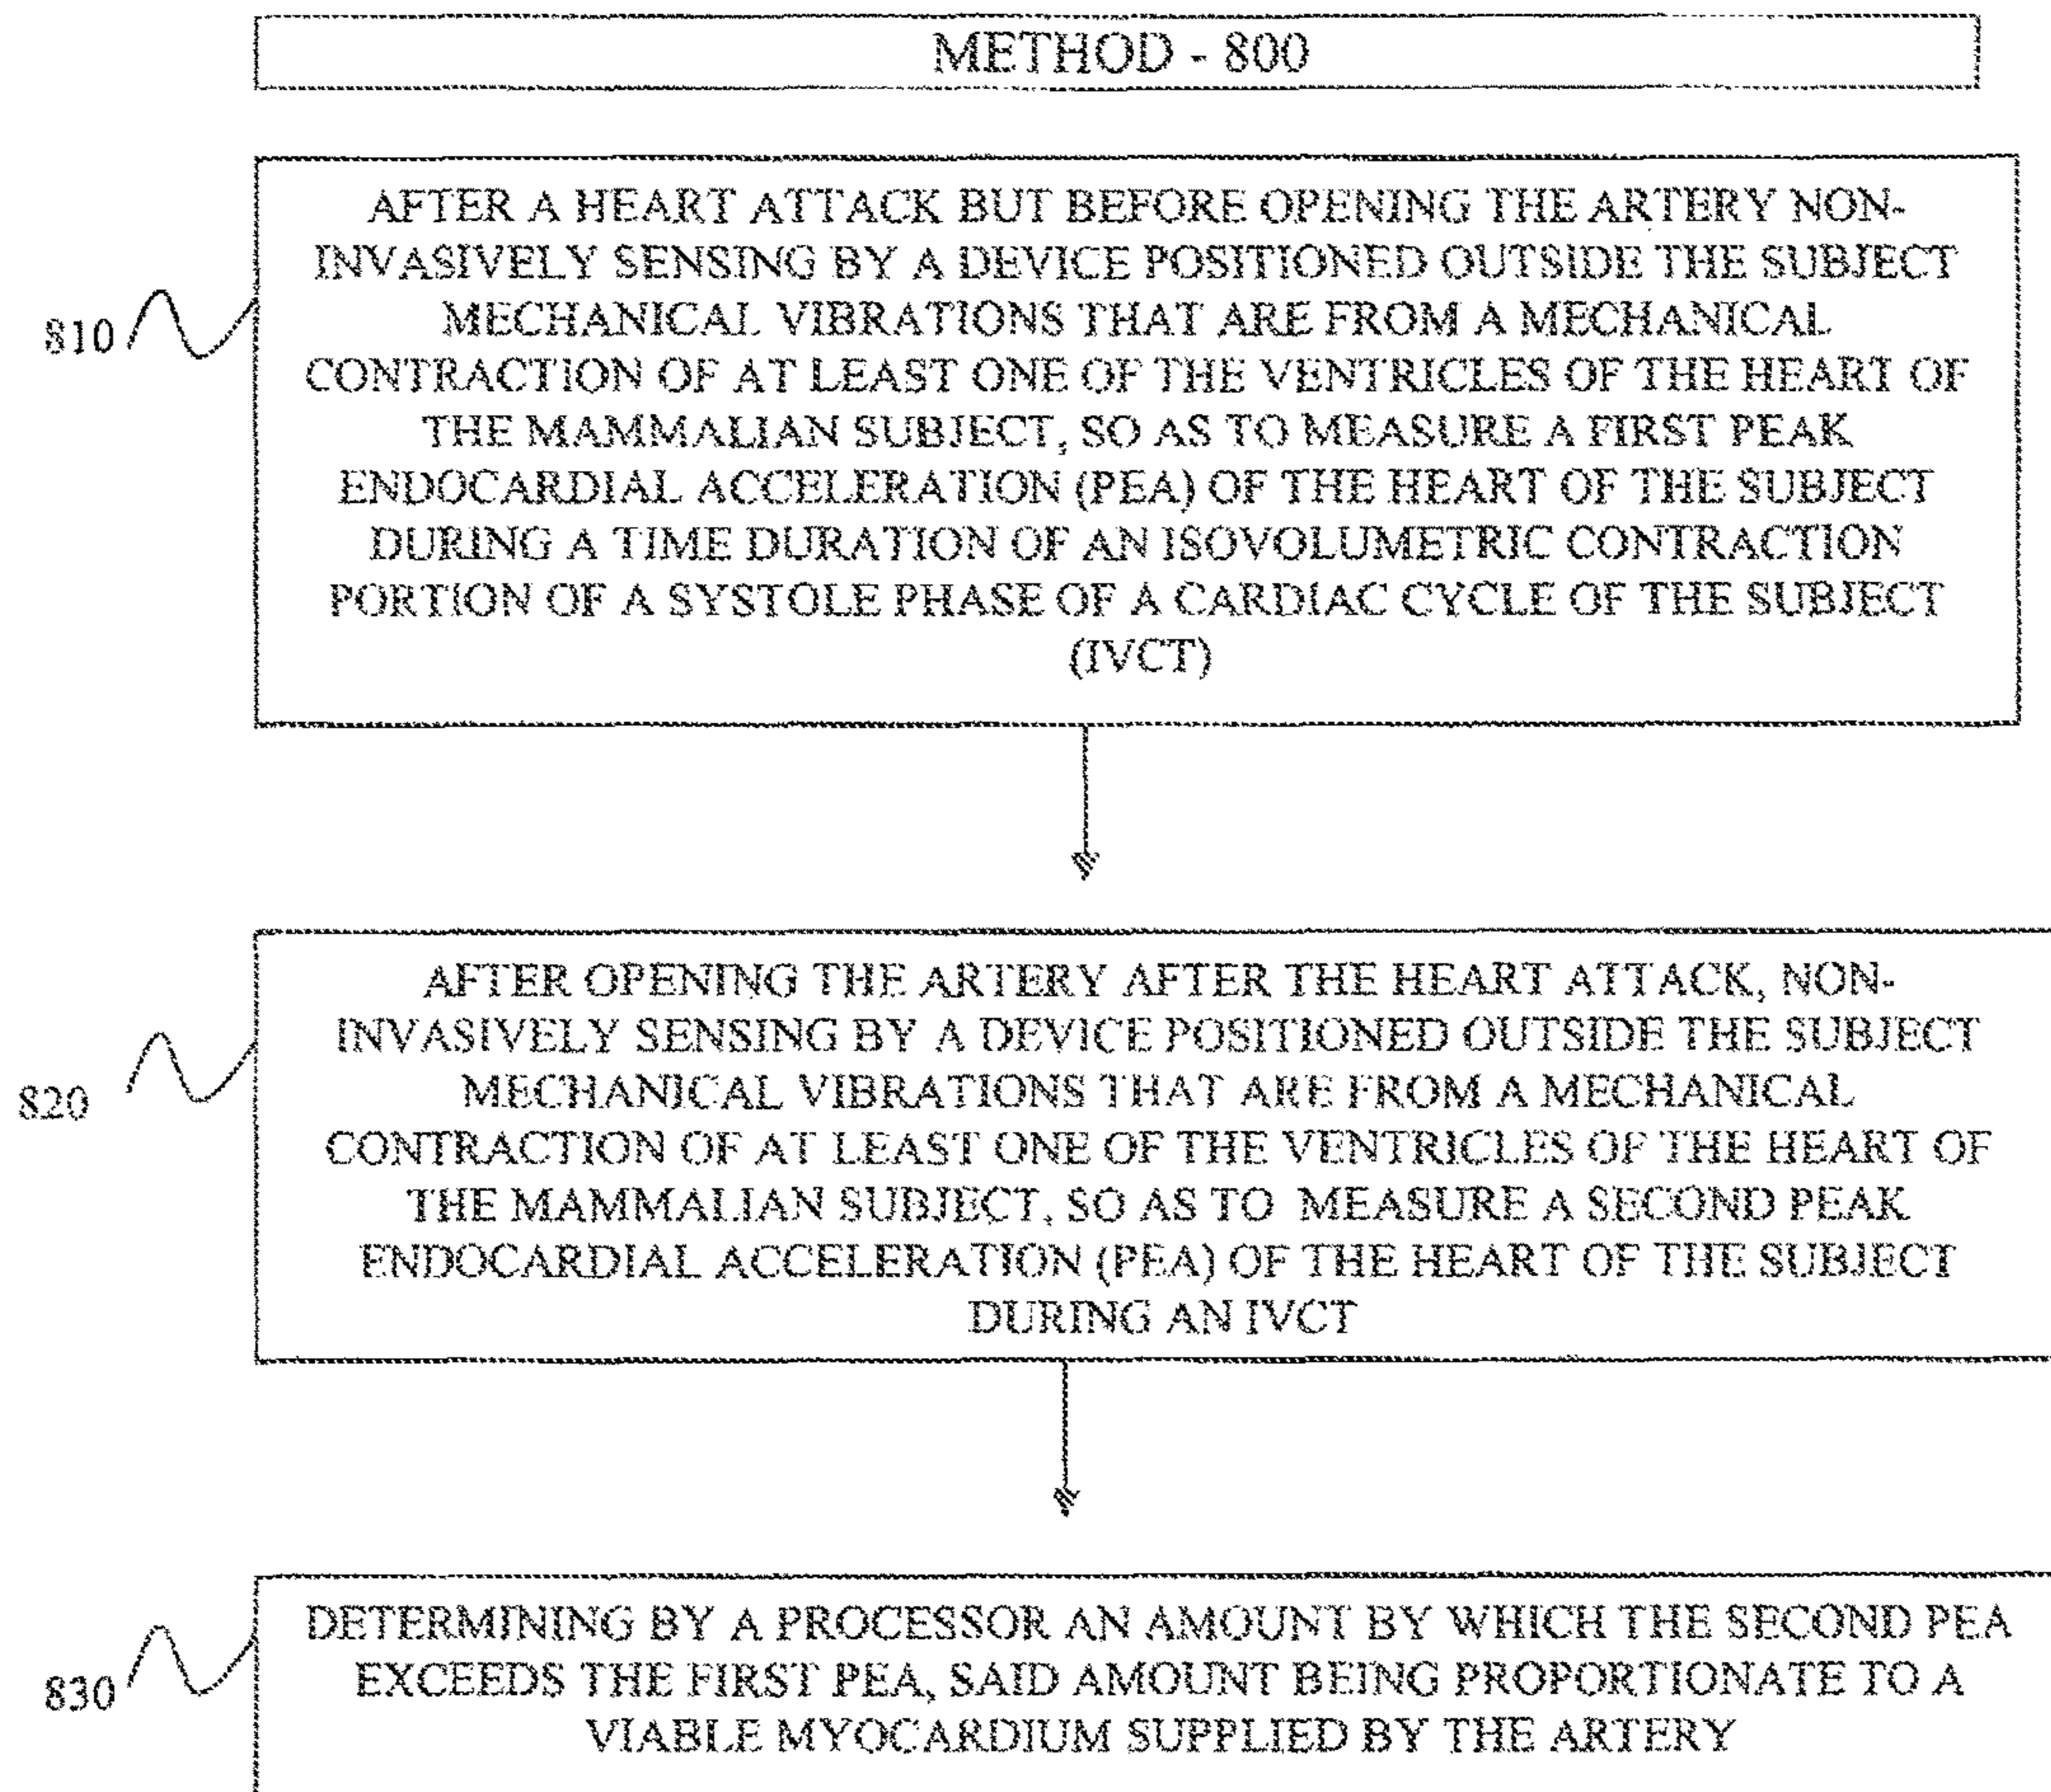 METHOD - 800
AFTER A HEART ATTACK BUT BEFORE OPENING THE ARTERY NON-
INVASIVELY SENSING BY A DEVICE POSITIONED OUTSIDE THE SUBJECT
MECHANICAL VIBRATIONS THAT ARE FROM A MECHANICAL
810
CONTRACTION OF AT LEAST ONE OF THE VENTRICLES OF THE HEART OF
THE MAMMALIAN SUBJECT, SO AS TO MEASURE A FIRST PEAK
ENDOCARDIAL ACCELERATION (PEA) OF THE HEART OF THE SUBJECT
DURING A TIME DURATION OF AN ISOVOLUMETRIC CONTRACTION
PORTION OF A SYSTOLE PHASE OF A CARDIAC CYCLE OF THE SUBJECT
(IVCT)
AFTER OPENING THE ARTERY AFTER THE HEART ATTACK, NON-
INVASIVELY SENSING BY A DEVICE POSITIONED OUTSIDE THE SUBJECT
MECHANICAL VIBRATIONS THAT ARE FROM A MECHANICAL
820
CONTRACTION OF AT LEAST ONE OF THE VENTRICLES OF THE HEART OF
THE MAMMALIAN SUBJECT, SO AS TO MEASURE A SECOND PEAK
ENDOCARDIAL ACCELERATION (PEA) OF THE HEART OF THE SUBJECT
DURING AN IVCT
DETERMINING BY A PROCESSOR AN AMOUNT BY WHICH THE SECOND PEA
EXCEEDS THE FIRST PEA, SAID AMOUNT BEING PROPORTIONATE TO A
830
VIABLE MYOCARDIUM SUPPLIED BY THE ARTERY